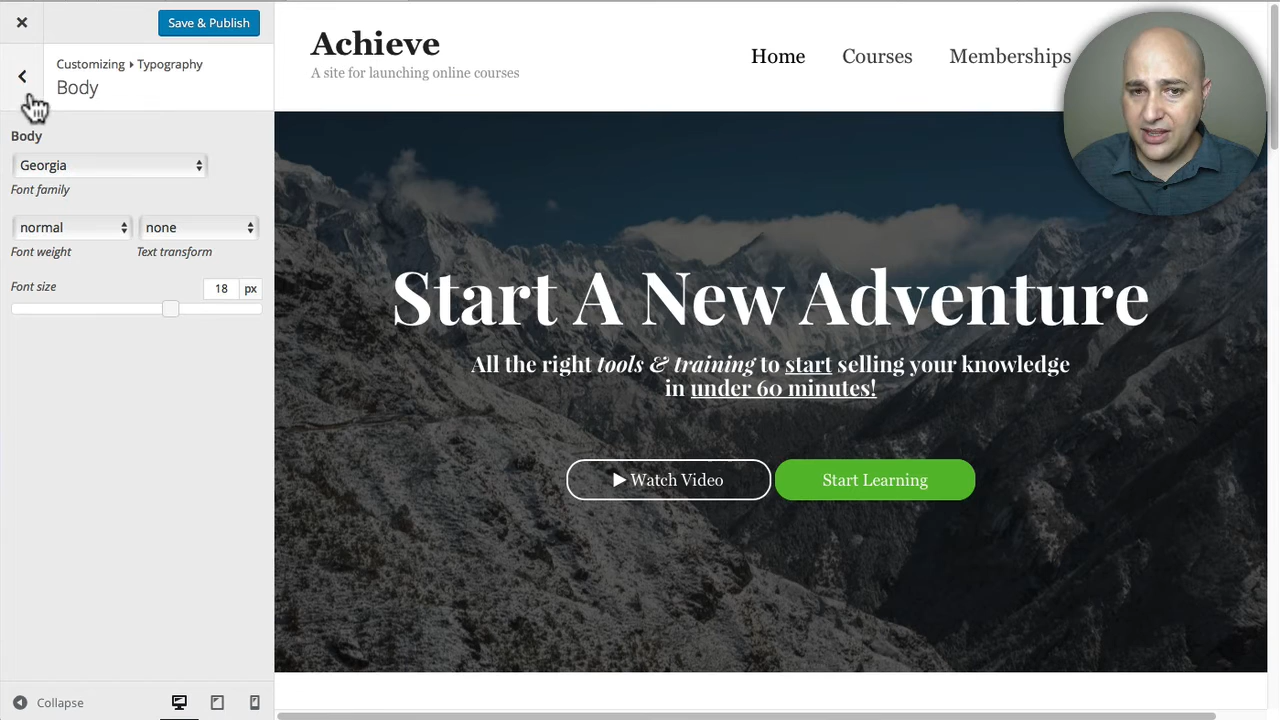 Save & Publish
Customizing ▸ Typography
Body
Body
Georgia
Font family
normal
none
Font weight
Text transform
Font size
18
px
Collapse
Achieve
A site for launching online courses
Home
Courses
Memberships
Start A New Adventure
All the right tools & training to start selling your knowledge
in under 60 minutes!
▶ Watch Video
Start Learning